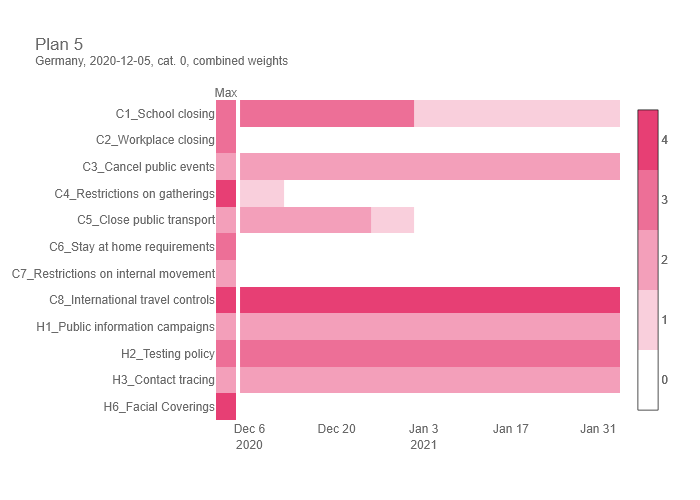 Plan 5
Germany, 2020-12-05, cat. 0, combined weights
Max
C1_School closing
C2_Workplace closing
C3_Cancel public events
C4_Restrictions on gatherings
C5_Close public transport
C6_Stay at home requirements
C7_Restrictions on internal movement
C8_International travel controls
H1_Public information campaigns
H2_Testing policy
H3_Contact tracing
H6_Facial Coverings
Dec 6 Dec 20 Jan 3 Jan 17 Jan 31
2020 2021
4
3
2
1
0